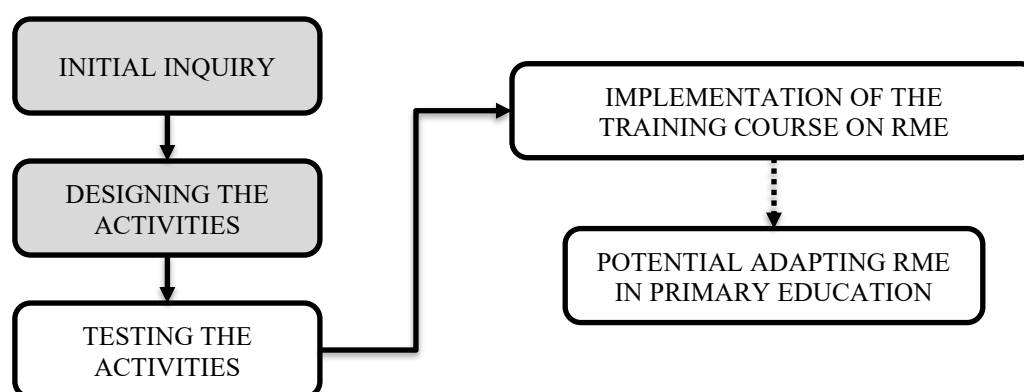 INITIAL INQUIRY
DESIGNING THE
ACTIVITIES
TESTING THE
ACTIVITIES
IMPLEMENTATION OF THE
TRAINING COURSE ON RME
POTENTIAL ADAPTING RME
IN PRIMARY EDUCATION